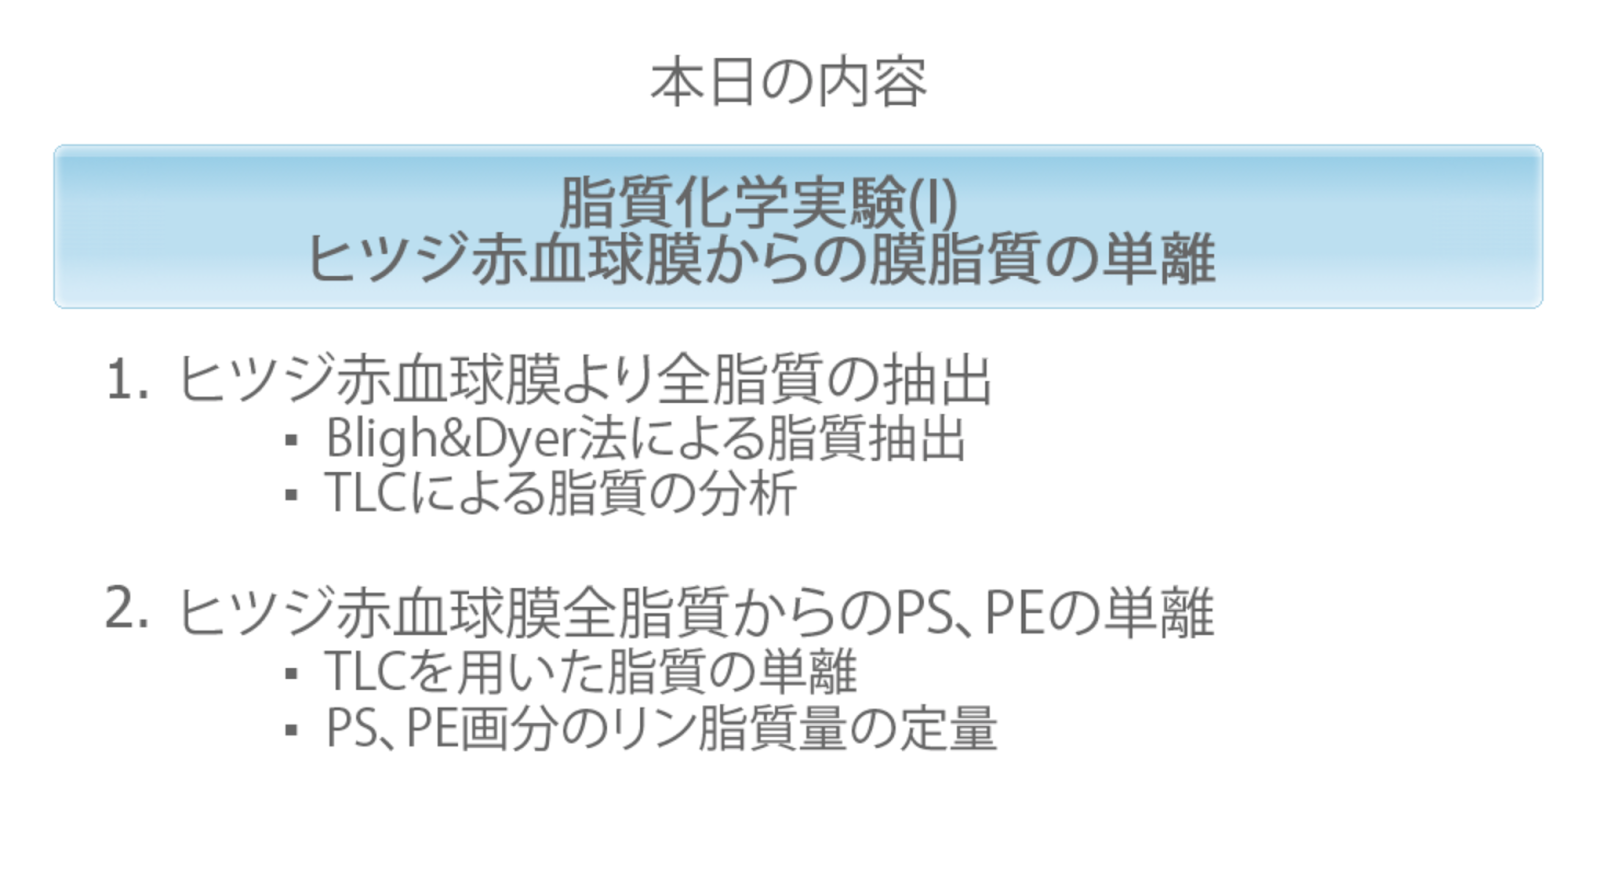 本日の内容
脂質化学実験(I)
ヒツジ赤血球膜からの膜脂質の単離
1. ヒツジ赤血球膜より全脂質の抽出
▪ Bligh&Dyer法による脂質抽出
▪ TLCによる脂質の分析
2. ヒツジ赤血球膜全脂質からのPS、PEの単離
▪ TLCを用いた脂質の単離
▪ PS、PE画分のリン脂質量の定量